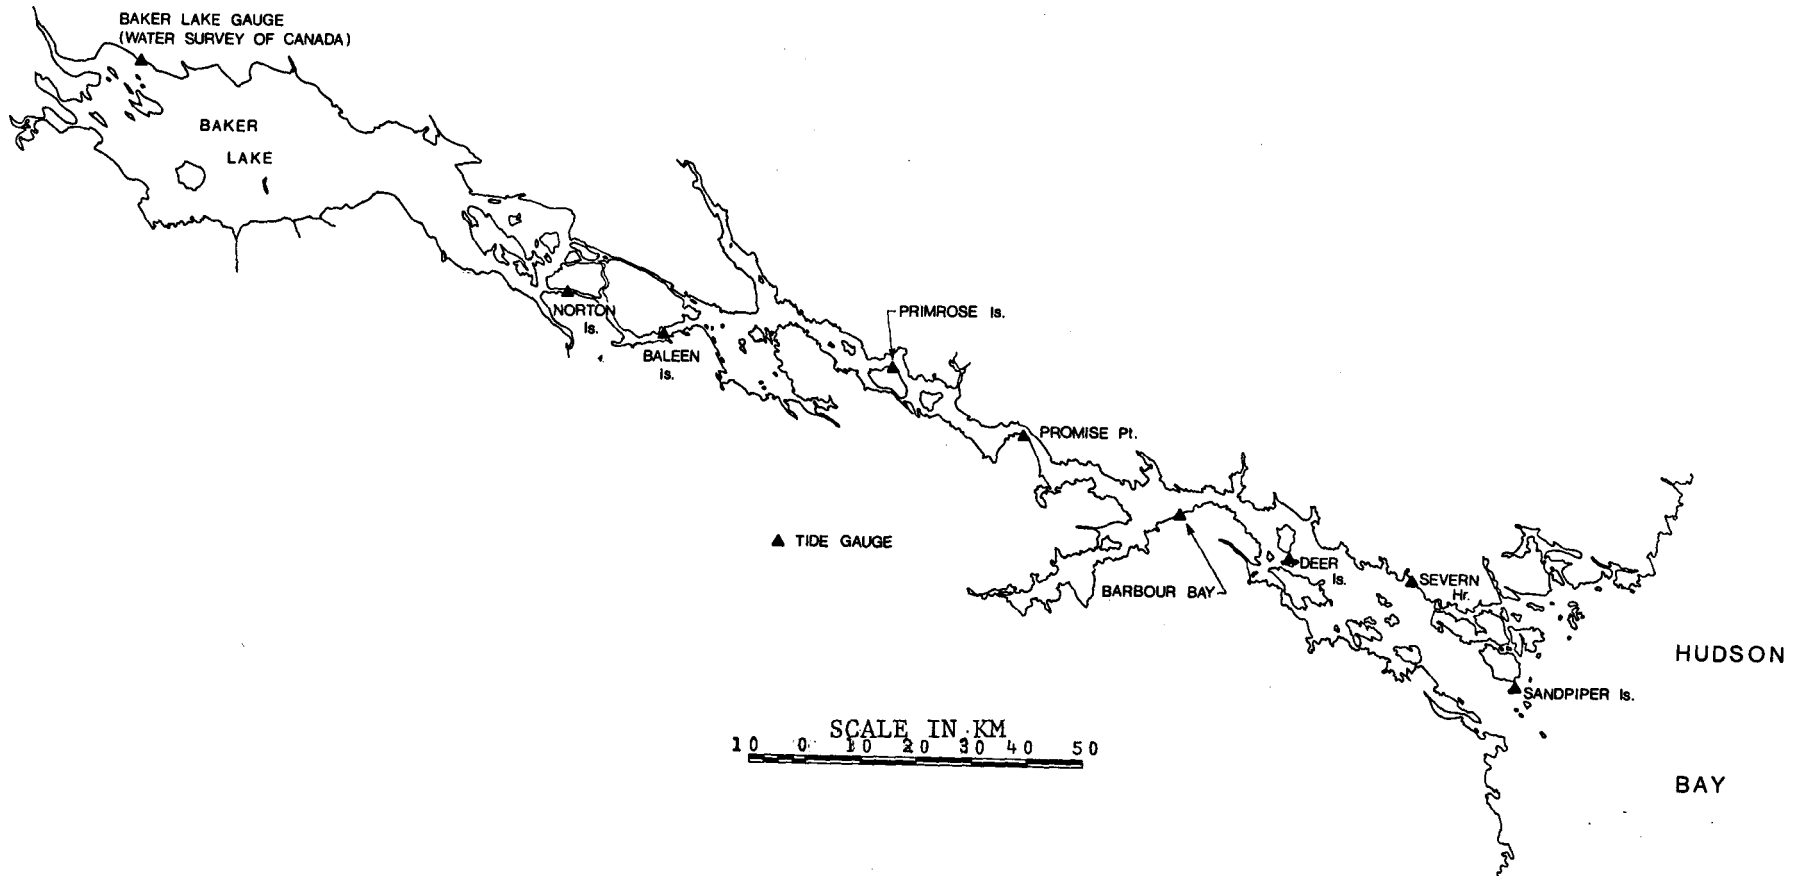 BAKER LAKE GAUGE
(WATER SURVEY OF CANADA)
BAKER
LAKE
NORTON
Is.
BALEEN
Is.
PRIMROSE Is.
PROMISE Pt.
TIDE GAUGE
BARBOUR BAY
DEER
Is.
SEVERN
Hr.
SANDPIPER Is.
HUDSON
BAY
SCALE IN KM
10 0 10 20 30 40 50